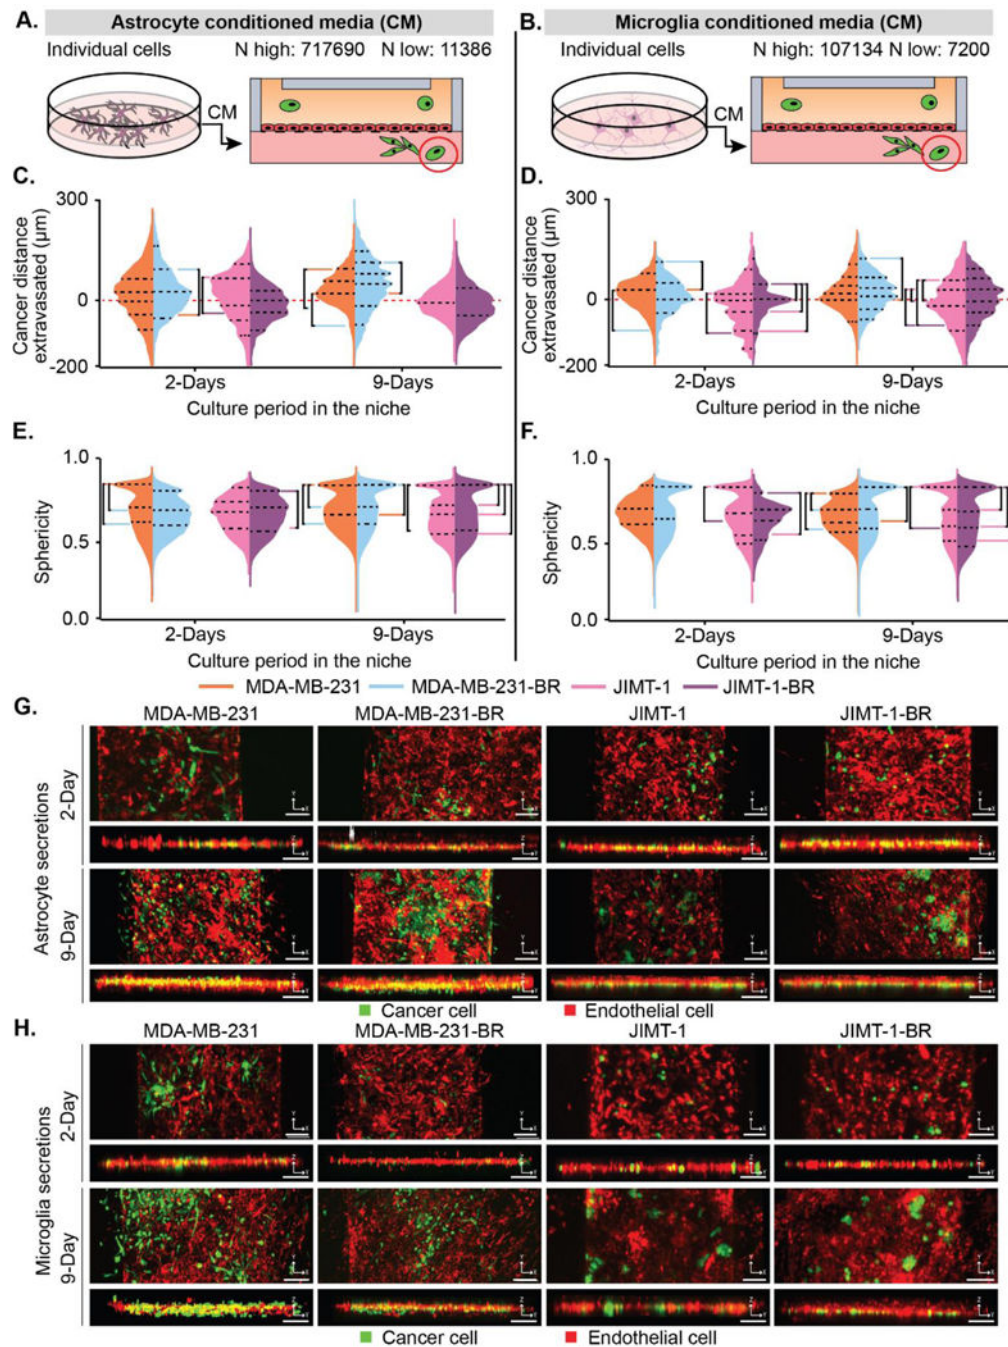 A. Astrocyte conditioned media (CM)
Individual cells N high: 717690 N low: 11386
CM
B. Microglia conditioned media (CM)
Individual cells N high: 107134 N low: 7200
CM
C.
Cancer distance
extravasated (µm)
300
0
-200
2-Days 9-Days
Culture period in the niche
D.
Cancer distance
extravasated (µm)
300
0
-200
2-Days 9-Days
Culture period in the niche
E.
Sphericity
1.0
0.5
0.0
2-Days 9-Days
Culture period in the niche
F.
Sphericity
1.0
0.5
0.0
2-Days 9-Days
Culture period in the niche
MDA-MB-231 MDA-MB-231-BR JIMT-1 JIMT-1-BR
G.
MDA-MB-231 MDA-MB-231-BR JIMT-1 JIMT-1-BR
Astrocyte secretions
2-Day
9-Day
Cancer cell Endothelial cell
H.
MDA-MB-231 MDA-MB-231-BR JIMT-1 JIMT-1-BR
Microglia secretions
2-Day
9-Day
Cancer cell Endothelial cell